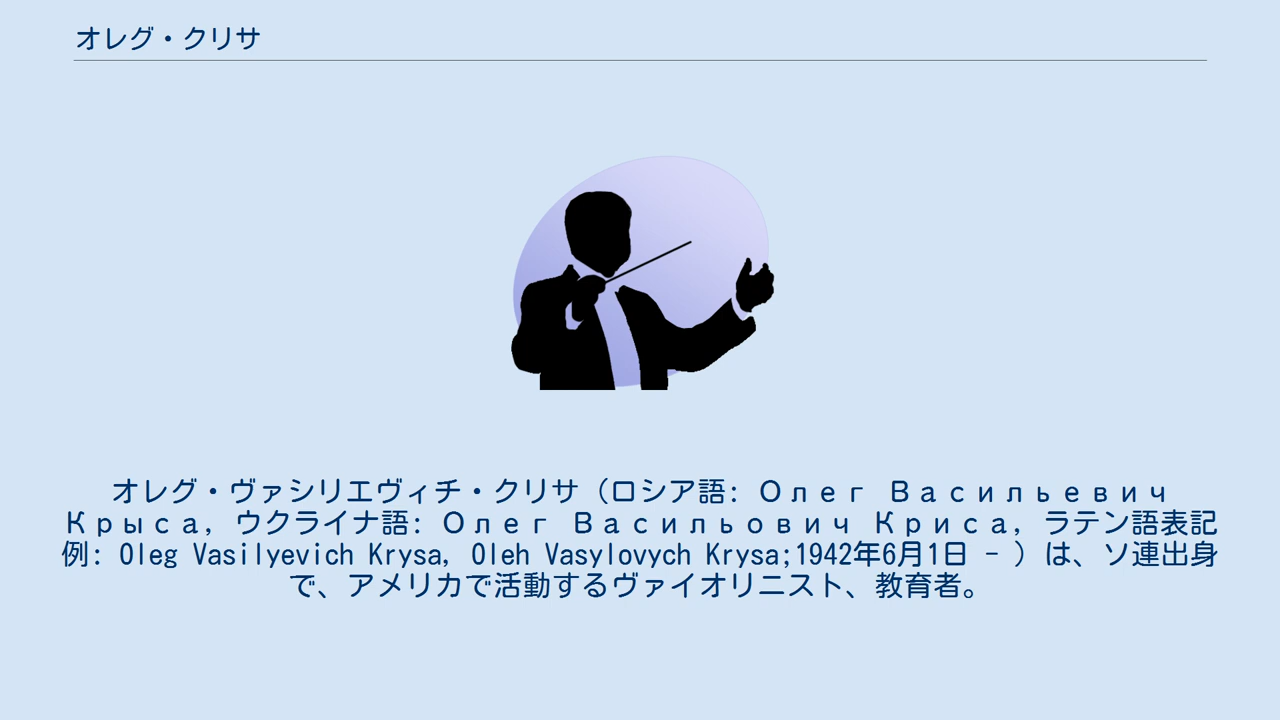 オレグ・クリサ
オレグ・ヴァシリエヴィチ・クリサ（ロシア語: Олег Васильевич
Крыса, ウクライナ語: Олег Васильович Криса, ラテン語表記
例: Oleg Vasilyevich Krysa, Oleh Vasylovych Krysa;1942年6月1日 - ）は、ソ連出身
で、アメリカで活動するヴァイオリニスト、教育者。